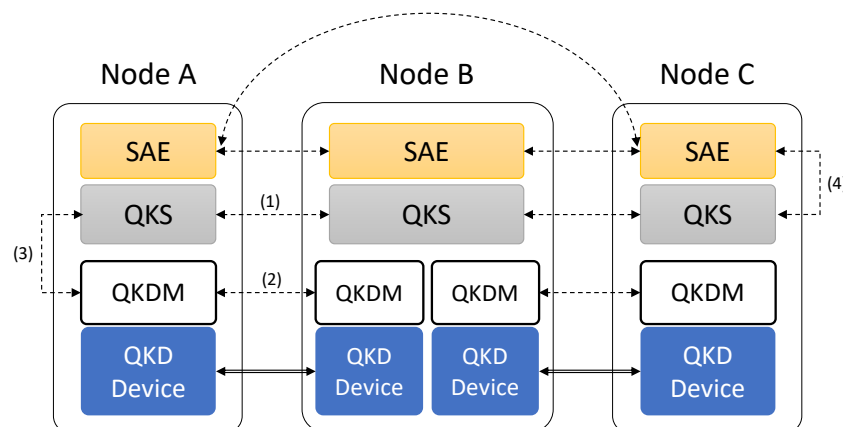 Node A
Node B
Node C
SAE
SAE
SAE
(4)
QKS
(1)
QKS
QKS
(3)
QKDM
(2)
QKDM
QKDM
QKDM
QKD
Device
QKD
Device
QKD
Device
QKD
Device